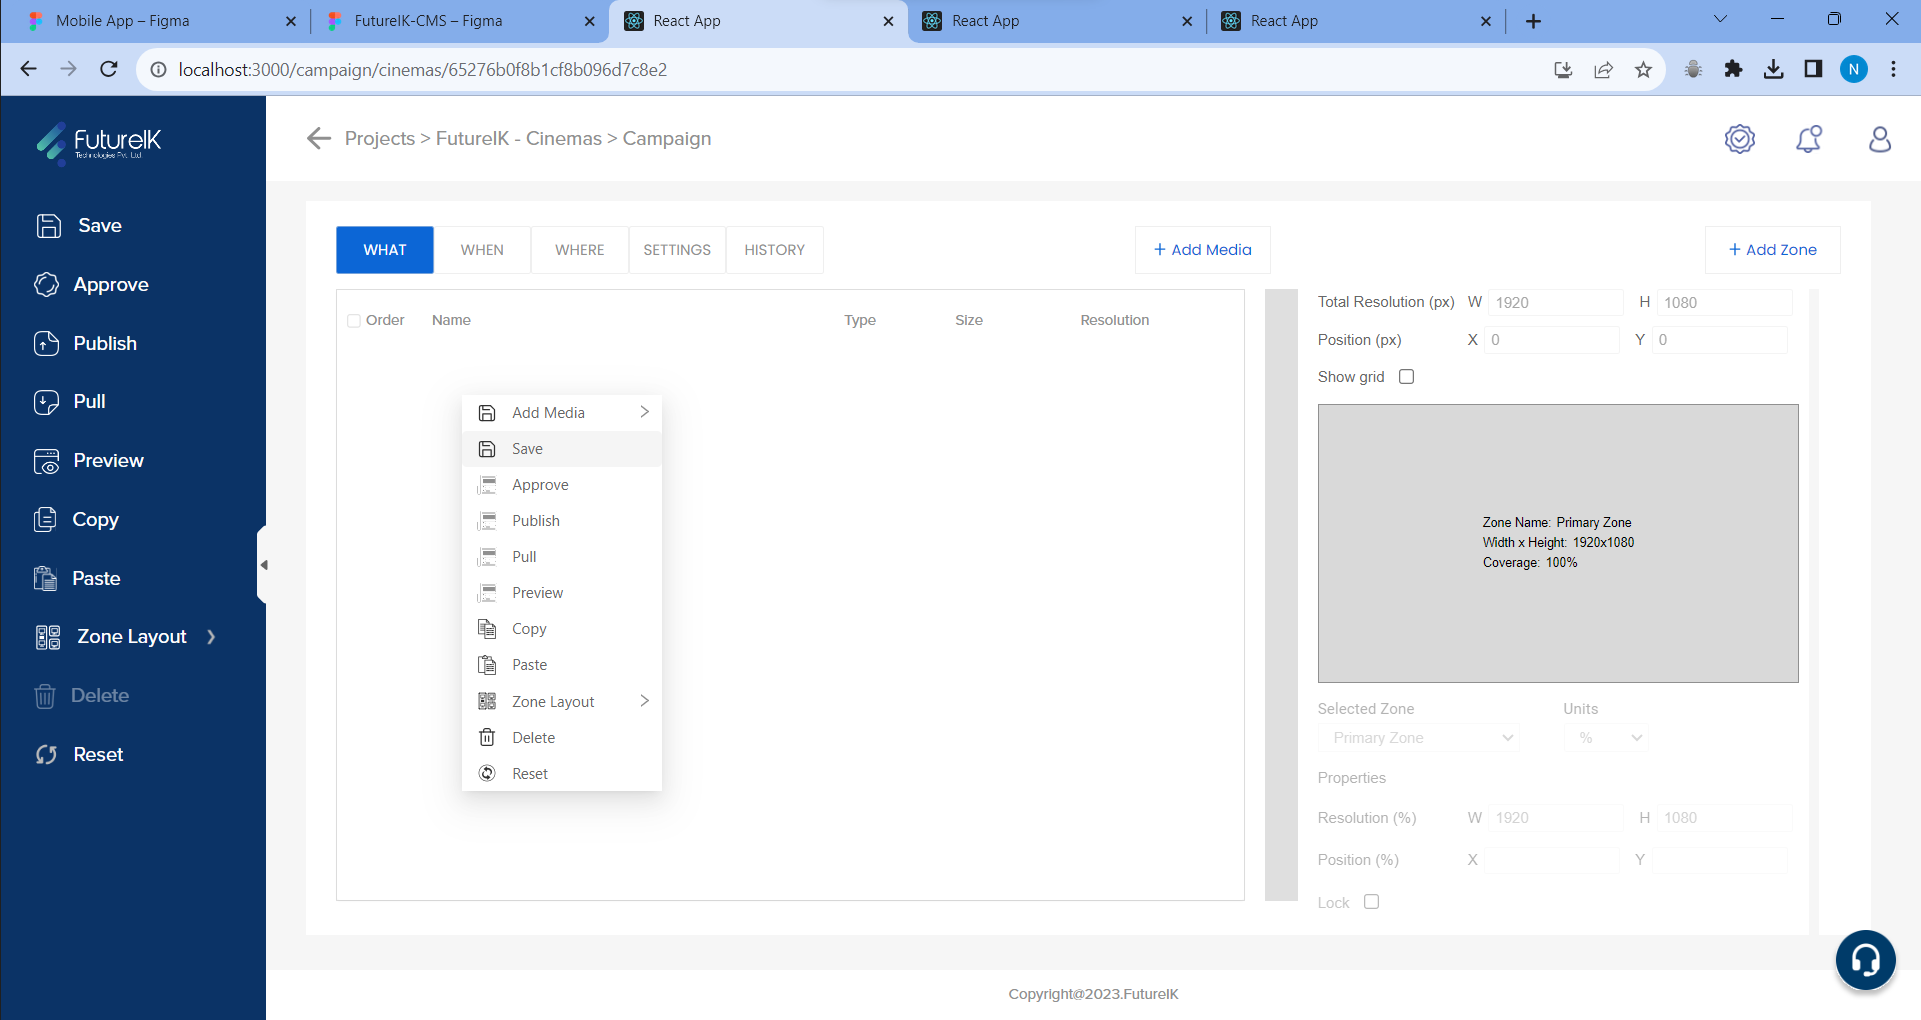 Mobile App – Figma
FutureIK-CMS – Figma
React App
React App
React App
localhost:3000/campaign/cinemas/65276b0f8b1cf8b096d7c8e2
N
FutureIK
Technologies Pvt. Ltd.
Projects > FutureIK - Cinemas > Campaign
Save
Approve
Publish
Pull
Preview
Copy
Paste
Zone Layout
Delete
Reset
WHAT
WHEN
WHERE
SETTINGS
HISTORY
+ Add Media
+ Add Zone
Order Name Type Size Resolution
Add Media
Save
Approve
Publish
Pull
Preview
Copy
Paste
Zone Layout
Delete
Reset
Total Resolution (px) W 1920 H 1080
Position (px) X 0 Y 0
Show grid
Zone Name: Primary Zone
Width x Height: 1920x1080
Coverage: 100%
Selected Zone Units
Primary Zone %
Properties
Resolution (%) W 1920 H 1080
Position (%) X Y
Lock
Copyright@2023.FutureIK